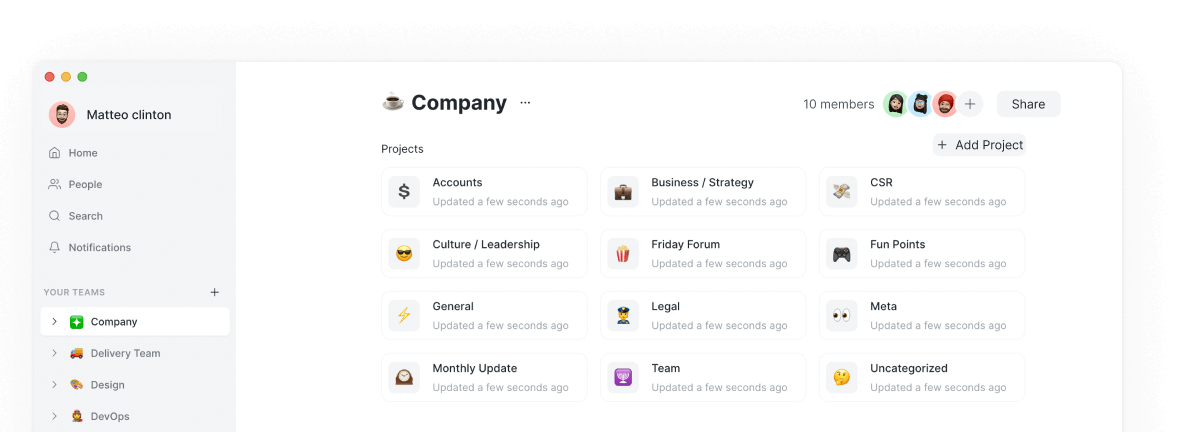 Matteo clinton
Home
People
Search
Notifications
YOUR TEAMS +
Company
Delivery Team
Design
DevOps
Company ...
10 members + Share
Projects + Add Project
Accounts
Updated a few seconds ago
Business / Strategy
Updated a few seconds ago
CSR
Updated a few seconds ago
Culture / Leadership
Updated a few seconds ago
Friday Forum
Updated a few seconds ago
Fun Points
Updated a few seconds ago
General
Updated a few seconds ago
Legal
Updated a few seconds ago
Meta
Updated a few seconds ago
Monthly Update
Updated a few seconds ago
Team
Updated a few seconds ago
Uncategorized
Updated a few seconds ago